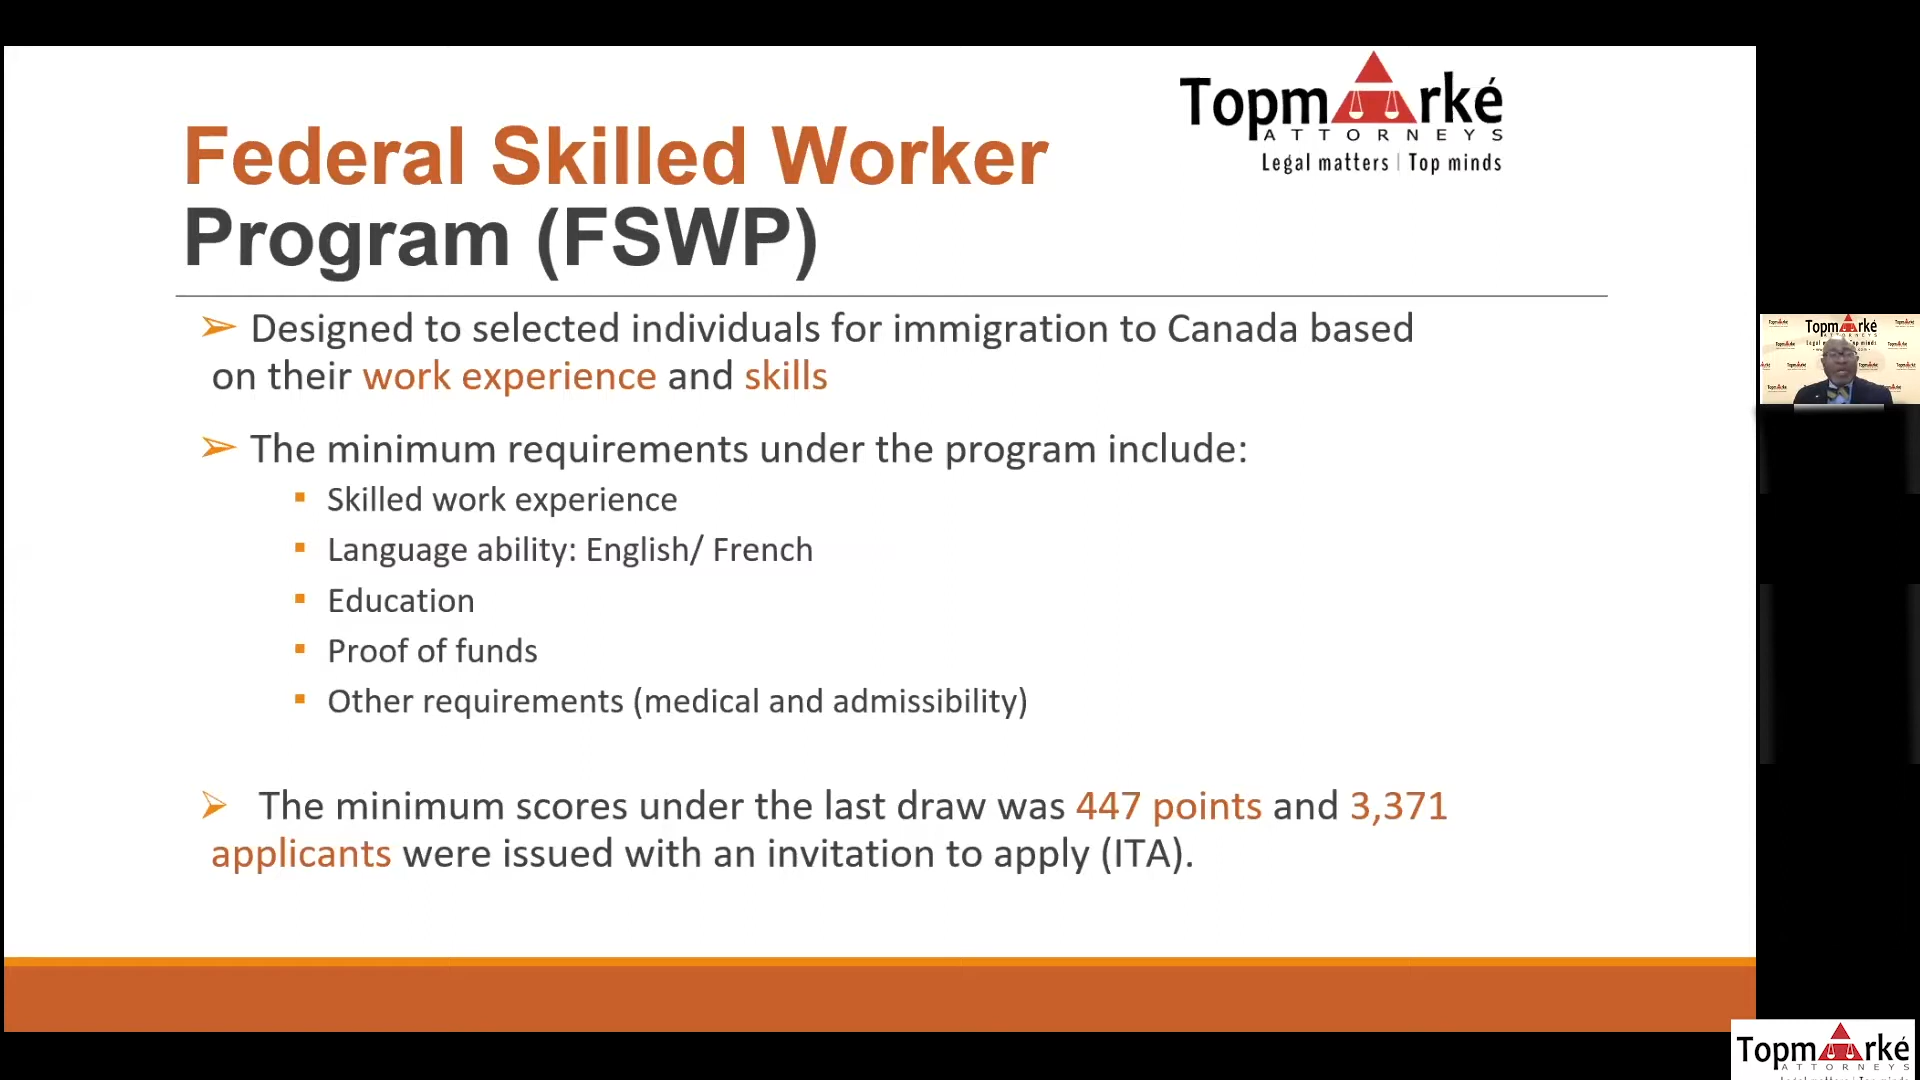 Topmarké
ATTORNEYS
Legal matters | Top minds
Federal Skilled Worker
Program (FSWP)
➢ Designed to selected individuals for immigration to Canada based
on their work experience and skills
➢ The minimum requirements under the program include:
▪ Skilled work experience
▪ Language ability: English/ French
▪ Education
▪ Proof of funds
▪ Other requirements (medical and admissibility)
➢ The minimum scores under the last draw was 447 points and 3,371
applicants were issued with an invitation to apply (ITA).
Topmarké
ATTORNEYS
Topmarké
ATTORNEYS